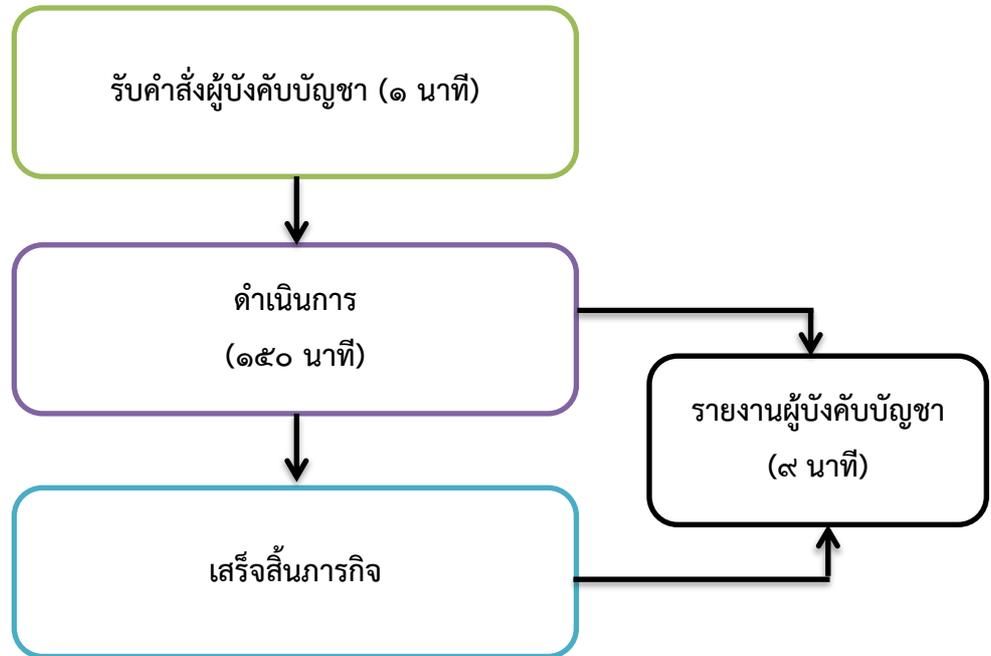 รับคำสั่งผู้บังคับบัญชา (๑ นาที)
ดำเนินการ
(๑๕๐ นาที)
รายงานผู้บังคับบัญชา
(๙ นาที)
เสร็จสิ้นภารกิจ